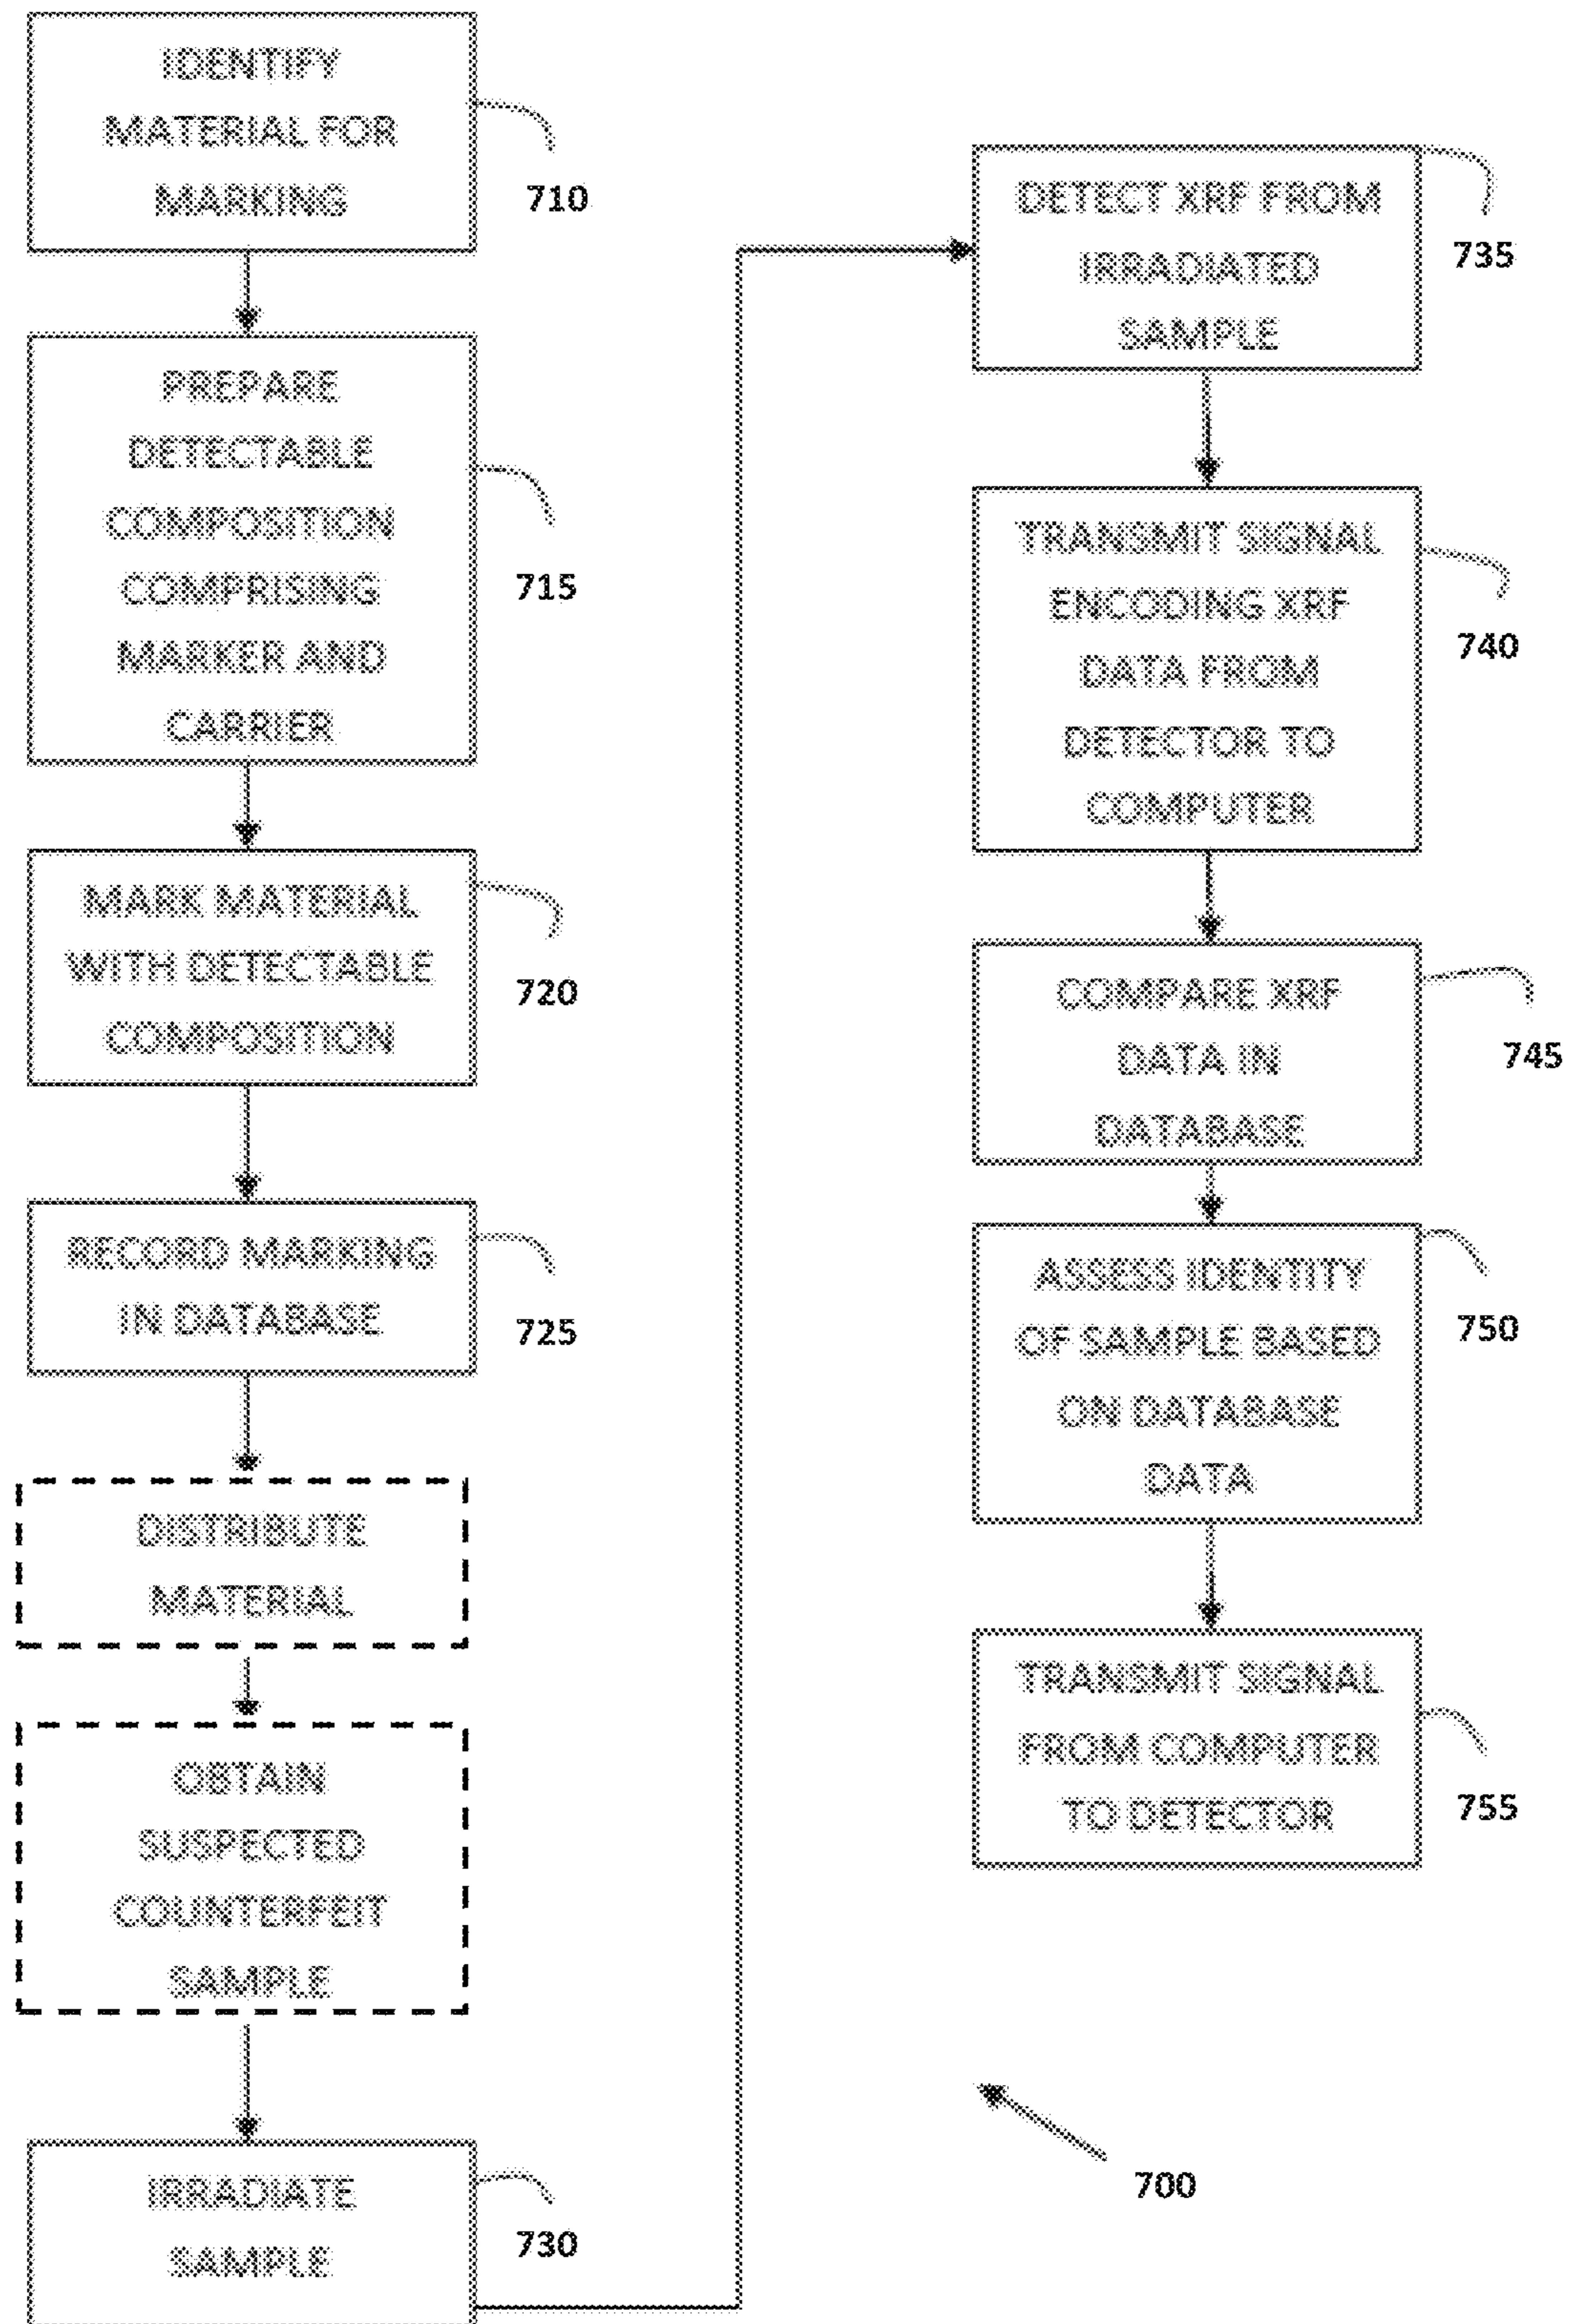 IDENTIFY
MATERIAL FOR
MARKING
710
PREPARE
DETECTABLE
COMPOSITION
COMPRISING
MARKER AND
CARRIER
715
MARK MATERIAL
WITH DETECTABLE
COMPOSITION
720
RECORD MARKING
IN DATABASE
725
DISTRIBUTE
MATERIAL
OBTAIN
SUSPECTED
COUNTERFEIT
SAMPLE
IRRADIATE
SAMPLE
730
DETECT XRF FROM
IRRADIATED
SAMPLE
735
TRANSMIT SIGNAL
ENCODING XRF
DATA FROM
DETECTOR TO
COMPUTER
740
COMPARE XRF
DATA IN
DATABASE
745
ASSESS IDENTITY
OF SAMPLE BASED
ON DATABASE
DATA
750
TRANSMIT SIGNAL
FROM COMPUTER
TO DETECTOR
755
700